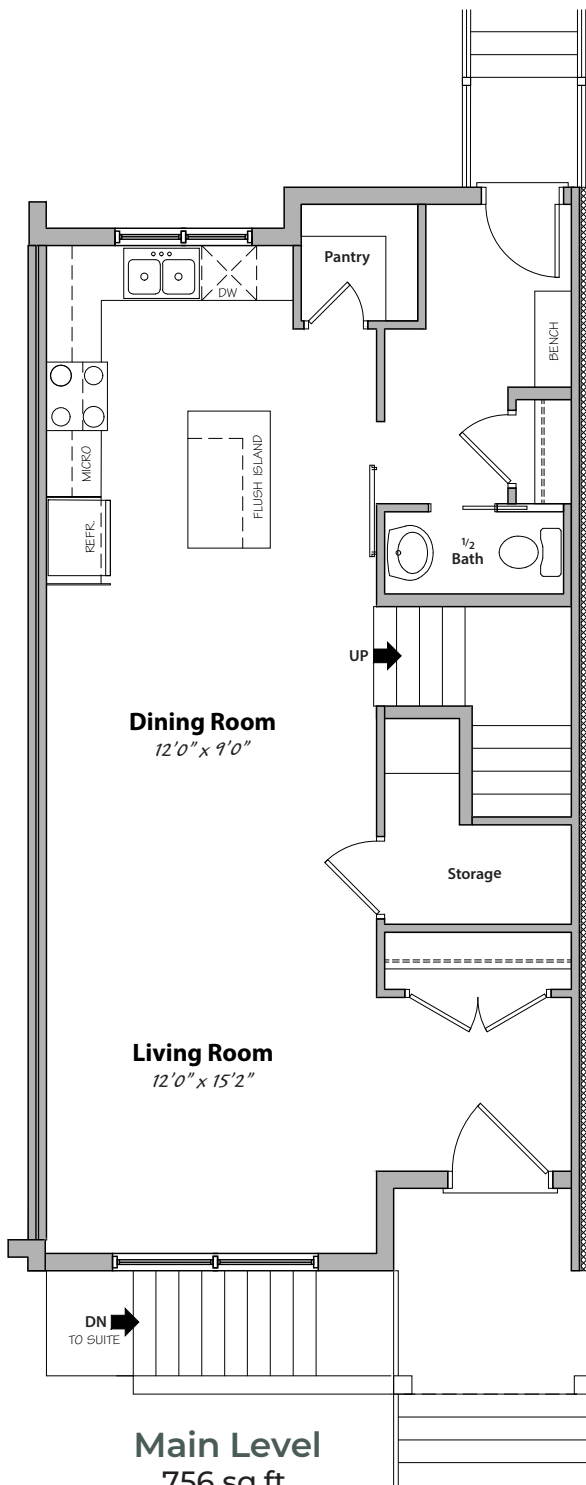 Pantry
DW
BENCH
MICRO
FLUSH ISLAND
REFR.
1/2
Bath
UP
Dining Room
12'0" x 9'0"
Storage
Living Room
12'0" x 15'2"
DN
TO SUITE
Main Level
756 sq ft